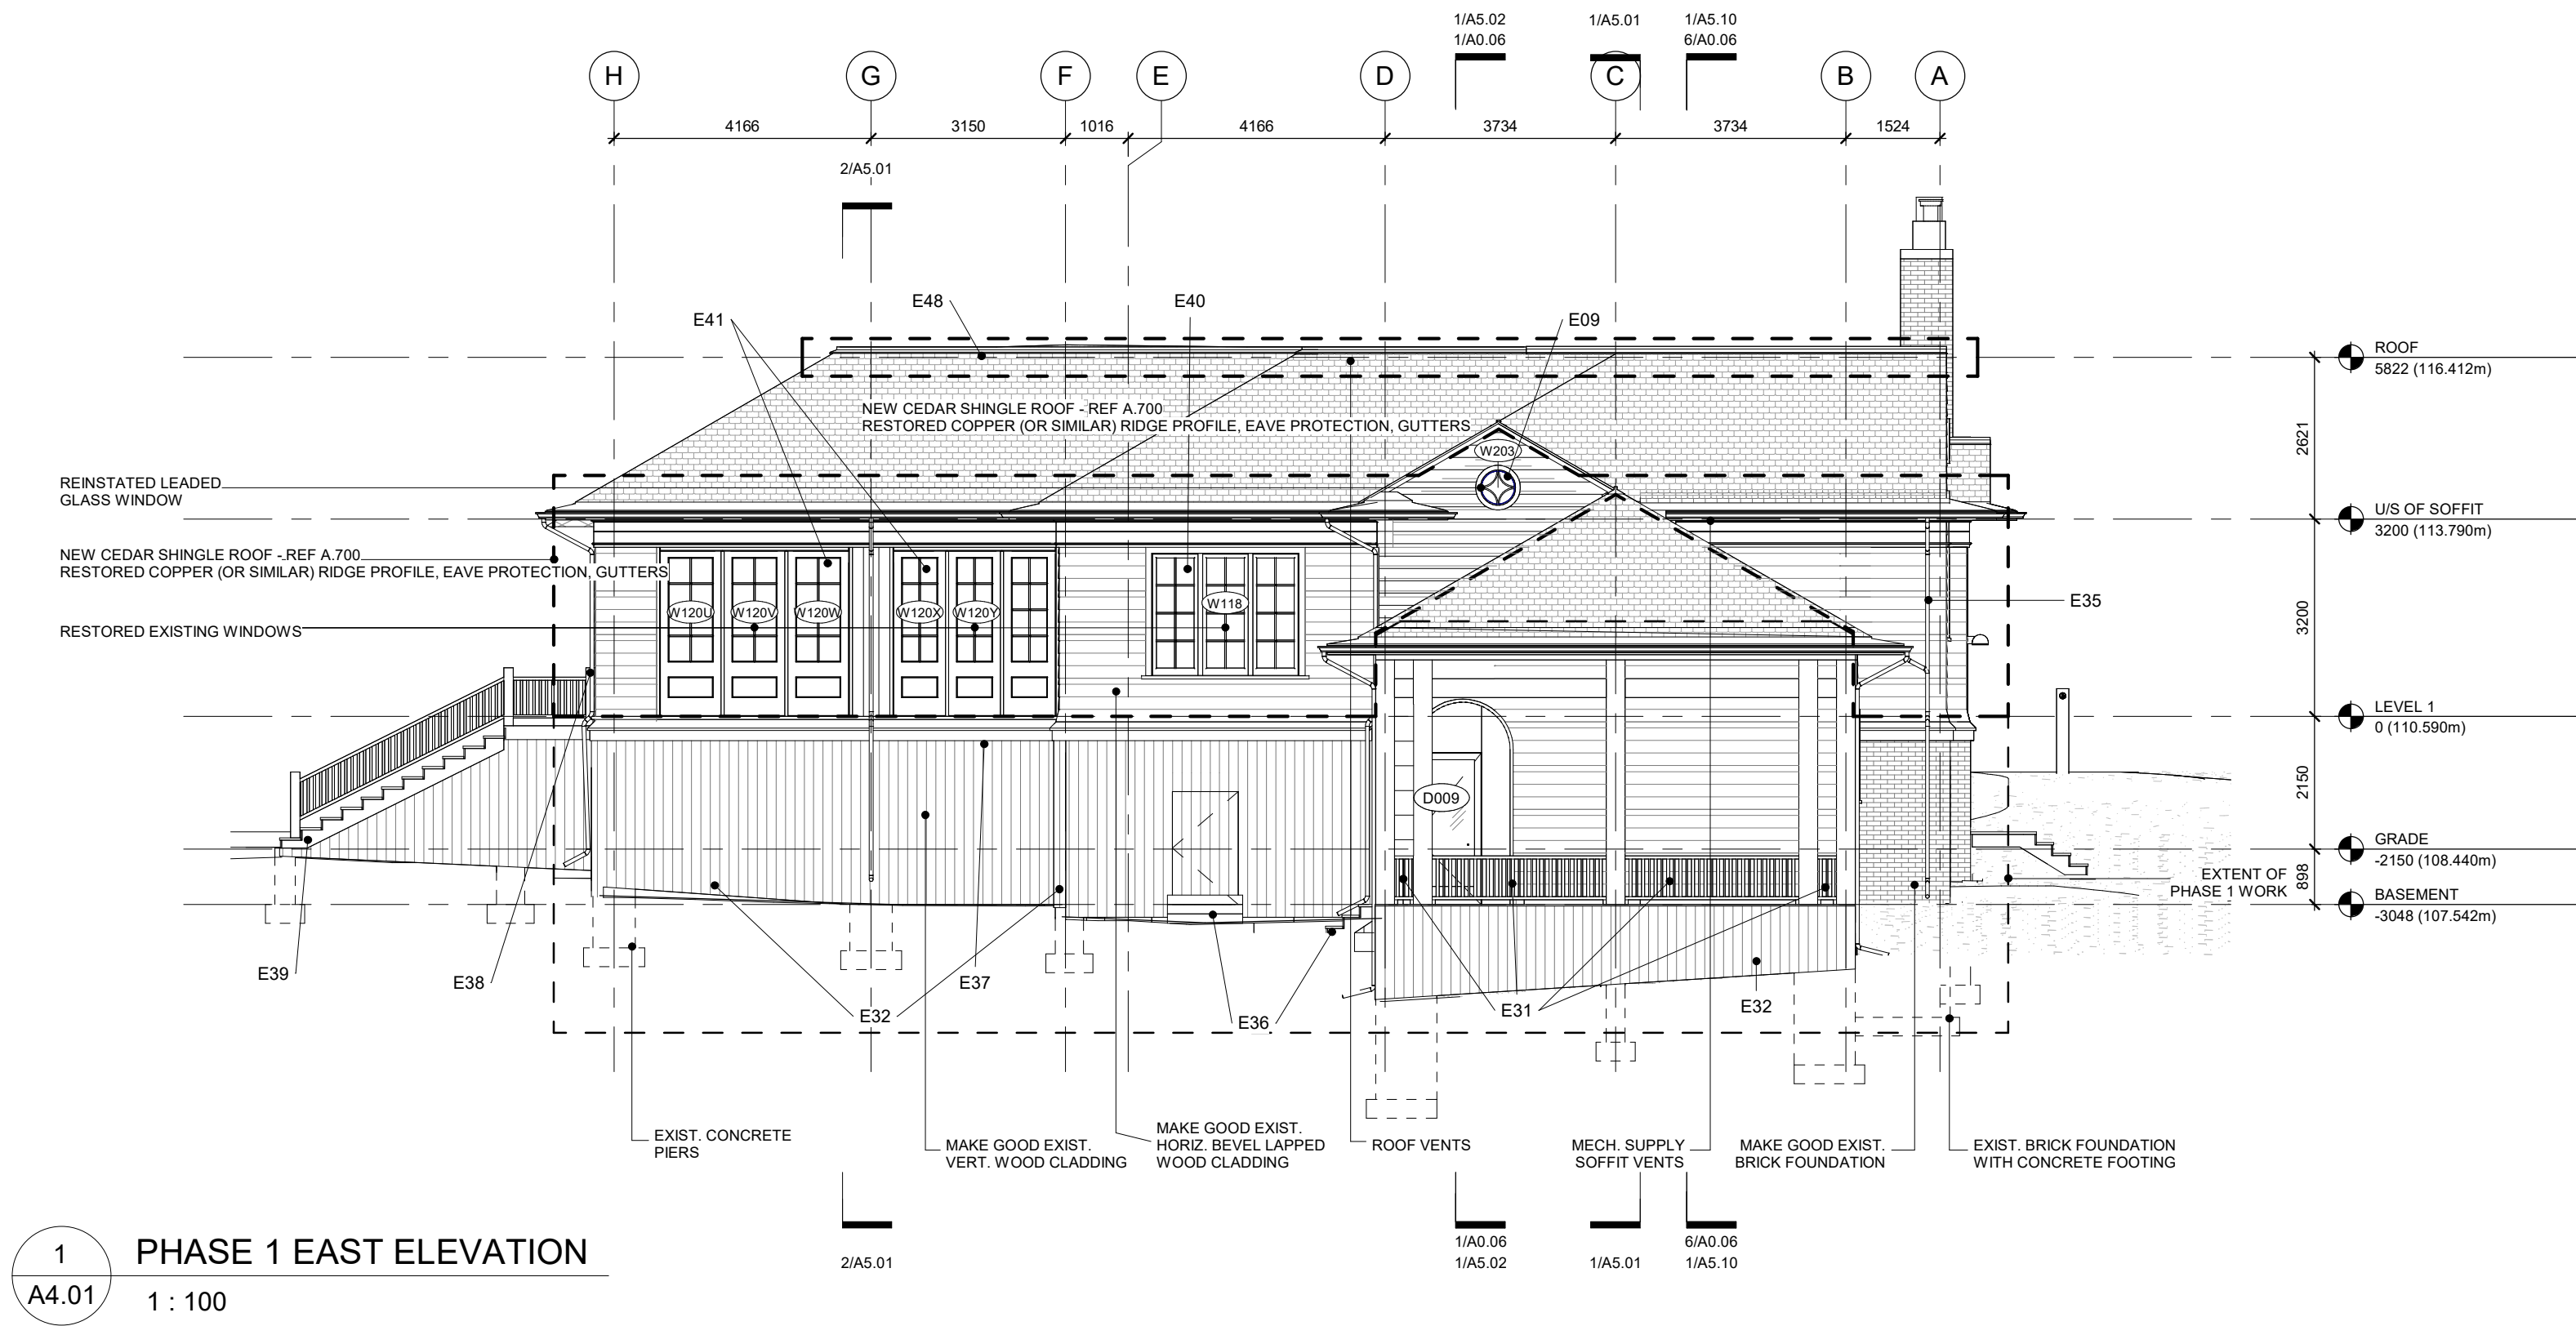 1/A5.02
1/A0.06
1/A5.01
1/A5.10
6/A0.06
H
G
F
E
D
C
B
A
4166
3150
1016
4166
3734
3734
1524
2/A5.01
E48
E40
E41
E09
ROOF
5822 (116.412m)
NEW CEDAR SHINGLE ROOF - REF A.700
RESTORED COPPER (OR SIMILAR) RIDGE PROFILE, EAVE PROTECTION, GUTTERS
2621
W203
REINSTATED LEADED
GLASS WINDOW
U/S OF SOFFIT
3200 (113.790m)
NEW CEDAR SHINGLE ROOF - REF A.700
RESTORED COPPER (OR SIMILAR) RIDGE PROFILE, EAVE PROTECTION, GUTTERS
W120U
W120V
W120W
W120X
W120Y
W118
E35
3200
RESTORED EXISTING WINDOWS
LEVEL 1
0 (110.590m)
2150
D009
GRADE
-2150 (108.440m)
EXTENT OF
PHASE 1 WORK
898
BASEMENT
-3048 (107.542m)
E39
E38
E37
E32
E36
E31
E32
EXIST. CONCRETE
PIERS
MAKE GOOD EXIST.
VERT. WOOD CLADDING
MAKE GOOD EXIST.
HORIZ. BEVEL LAPPED
WOOD CLADDING
ROOF VENTS
MECH. SUPPLY
SOFFIT VENTS
MAKE GOOD EXIST.
BRICK FOUNDATION
EXIST. BRICK FOUNDATION
WITH CONCRETE FOOTING
2/A5.01
1/A0.06
1/A5.02
1/A5.01
6/A0.06
1/A5.10
1
A4.01
PHASE 1 EAST ELEVATION
1 : 100